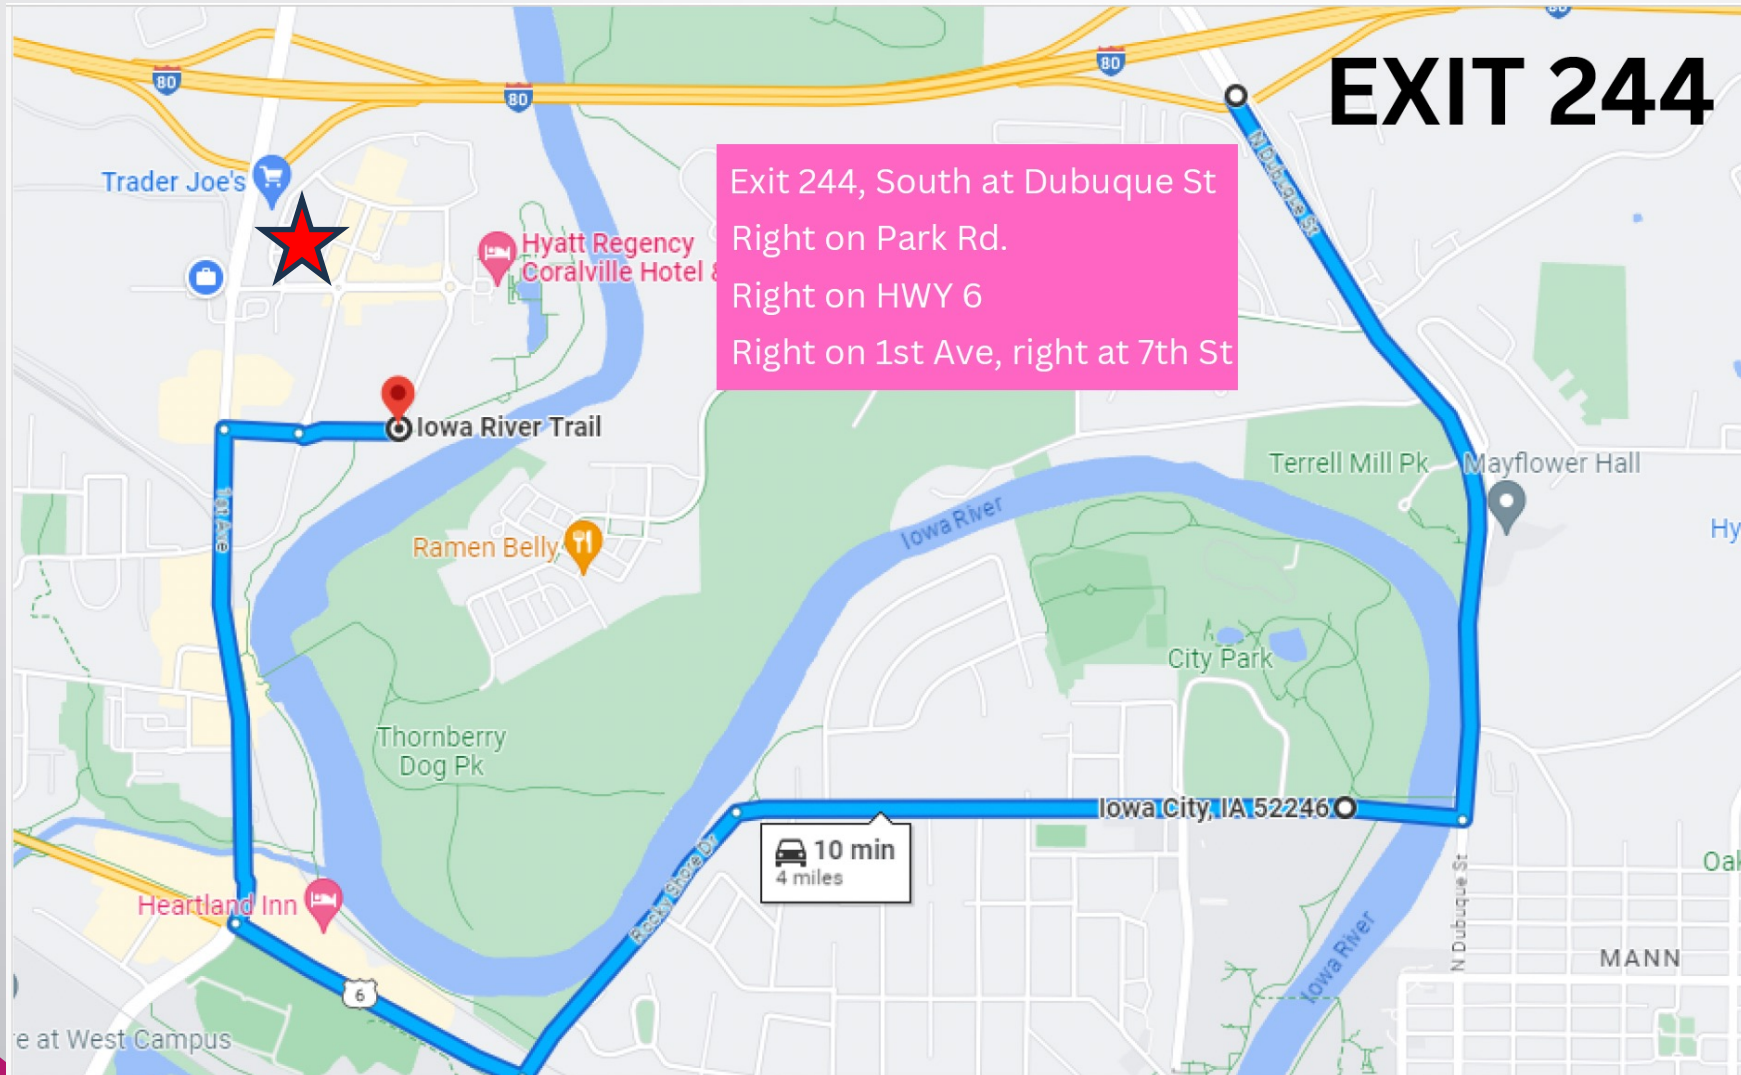 80
80
80
80
EXIT 244
Exit 244, South at Dubuque St
Right on Park Rd.
Right on HWY 6
Right on 1st Ave, right at 7th St
N Dubuque St
Trader Joe's
Hyatt Regency
Coralville Hotel &
Iowa River Trail
1st Ave
Ramen Belly
Iowa River
Terrell Mill Pk
Mayflower Hall
Hy
City Park
Thornberry
Dog Pk
Iowa City, IA 52246
10 min
4 miles
Rocky Shore Dr
Heartland Inn
6
N Dubuque St
Iowa River
Oak
MANN
re at West Campus